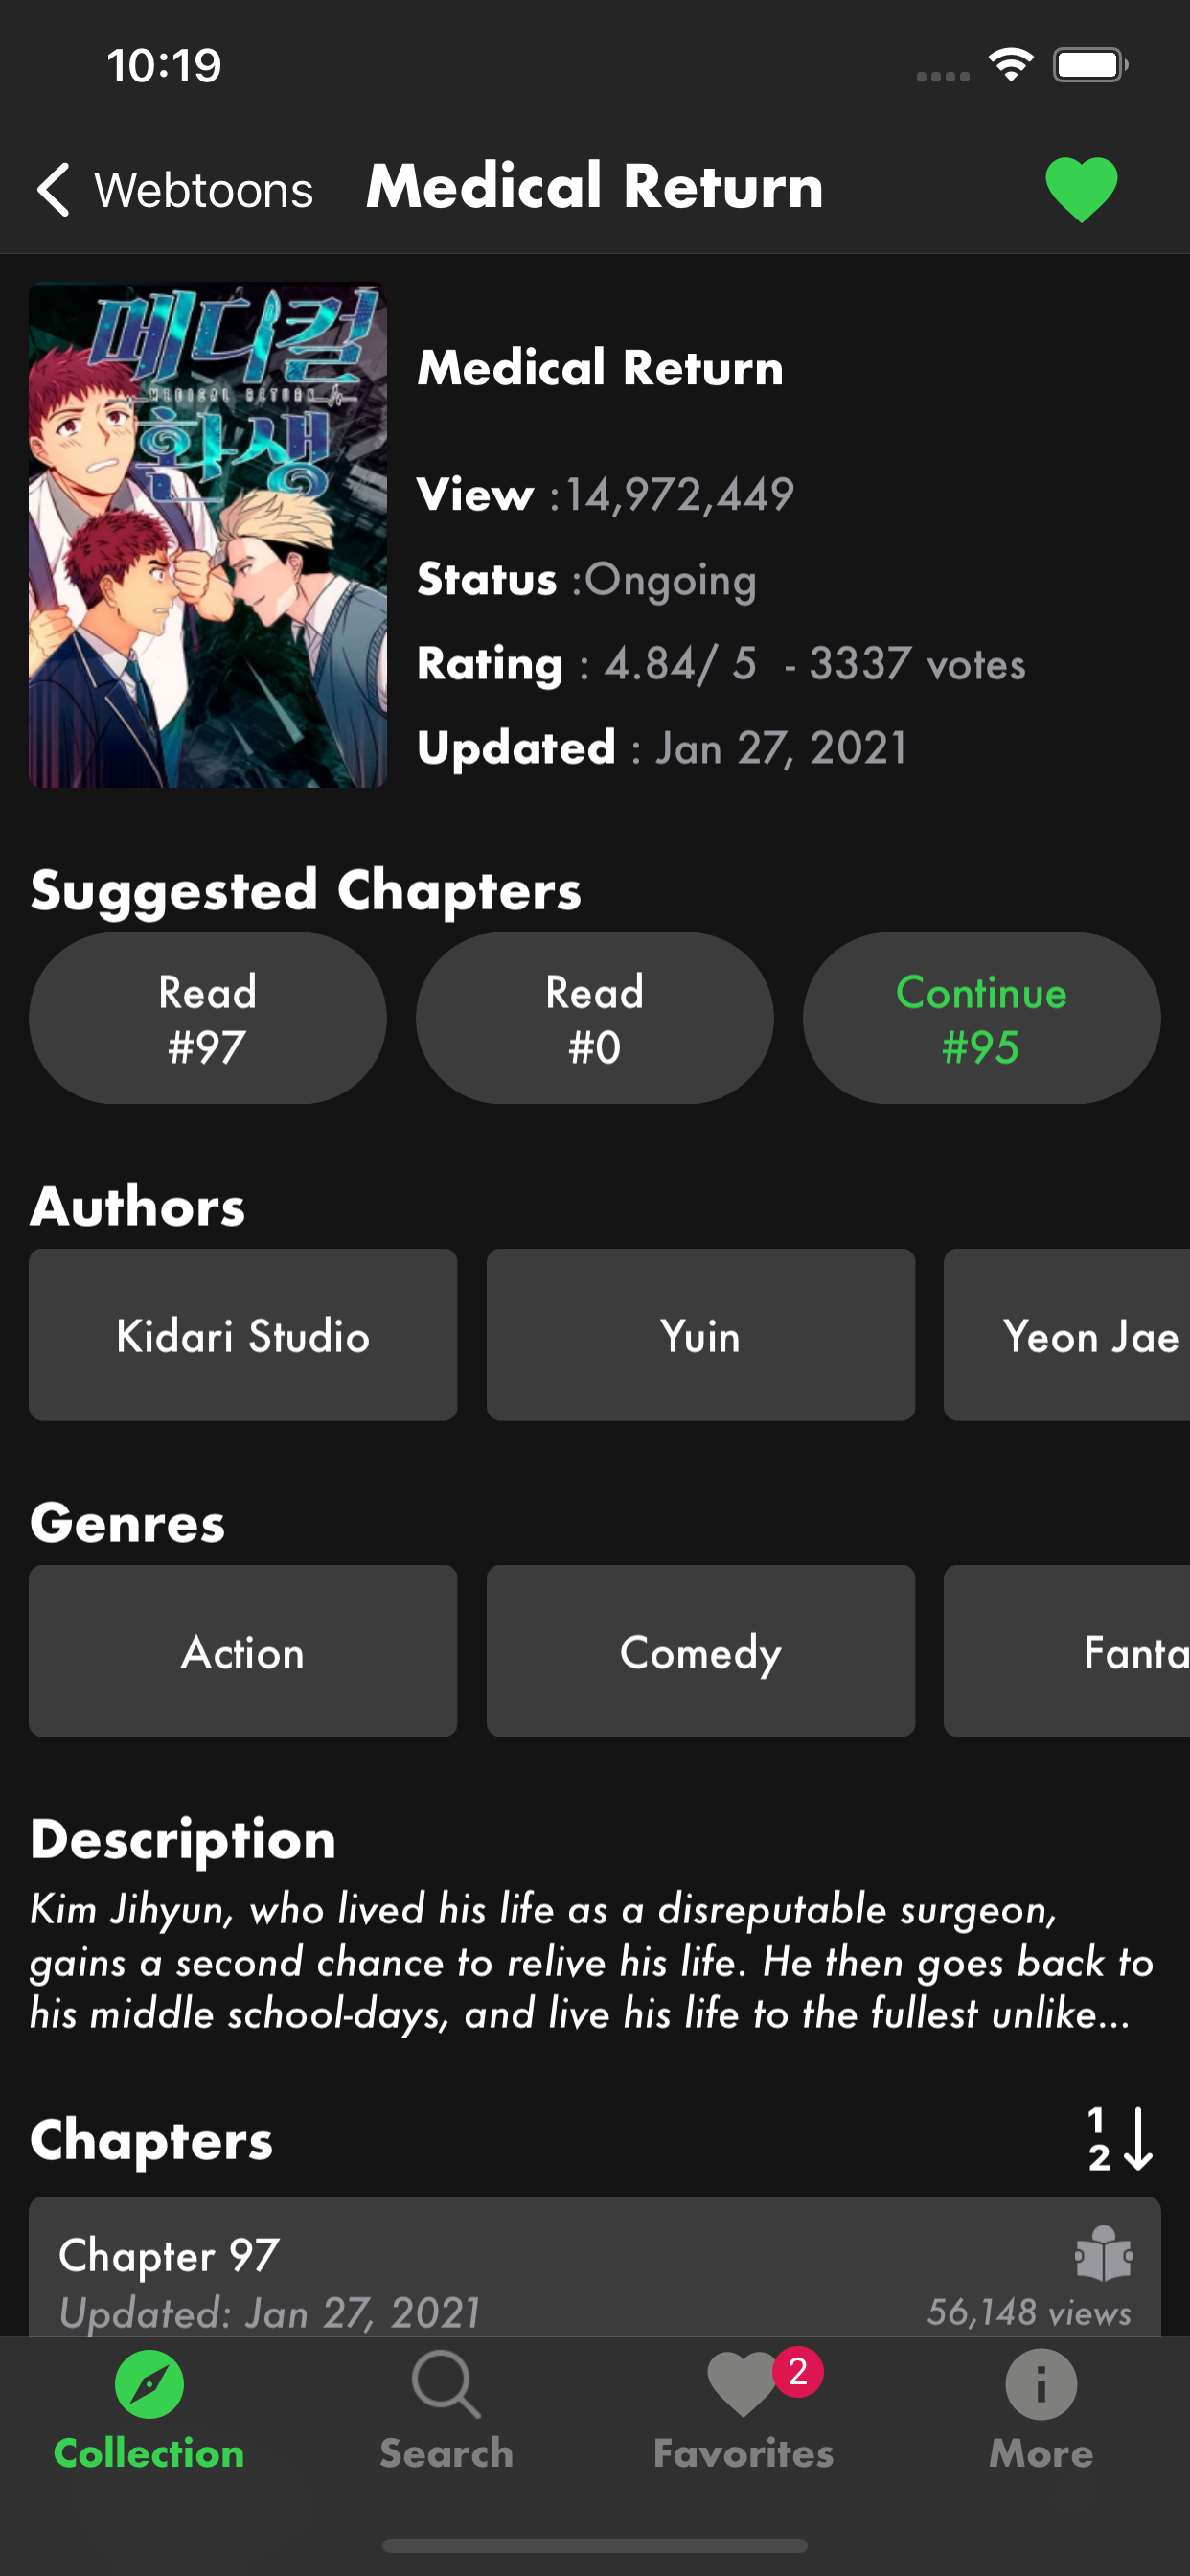 10:19
Webtoons
Medical Return
메디컬
MEDICAL RETURN
환생
Medical Return
View :14,972,449
Status :Ongoing
Rating : 4.84/ 5 - 3337 votes
Updated : Jan 27, 2021
Suggested Chapters
Read
#97
Read
#0
Continue
#95
Authors
Kidari Studio
Yuin
Yeon Jae
Genres
Action
Comedy
Fanta
Description
Kim Jihyun, who lived his life as a disreputable surgeon,
gains a second chance to relive his life. He then goes back to
his middle school-days, and live his life to the fullest unlike...
Chapters
1
2
Chapter 97
Updated: Jan 27, 2021
56,148 views
2
Collection
Search
Favorites
More